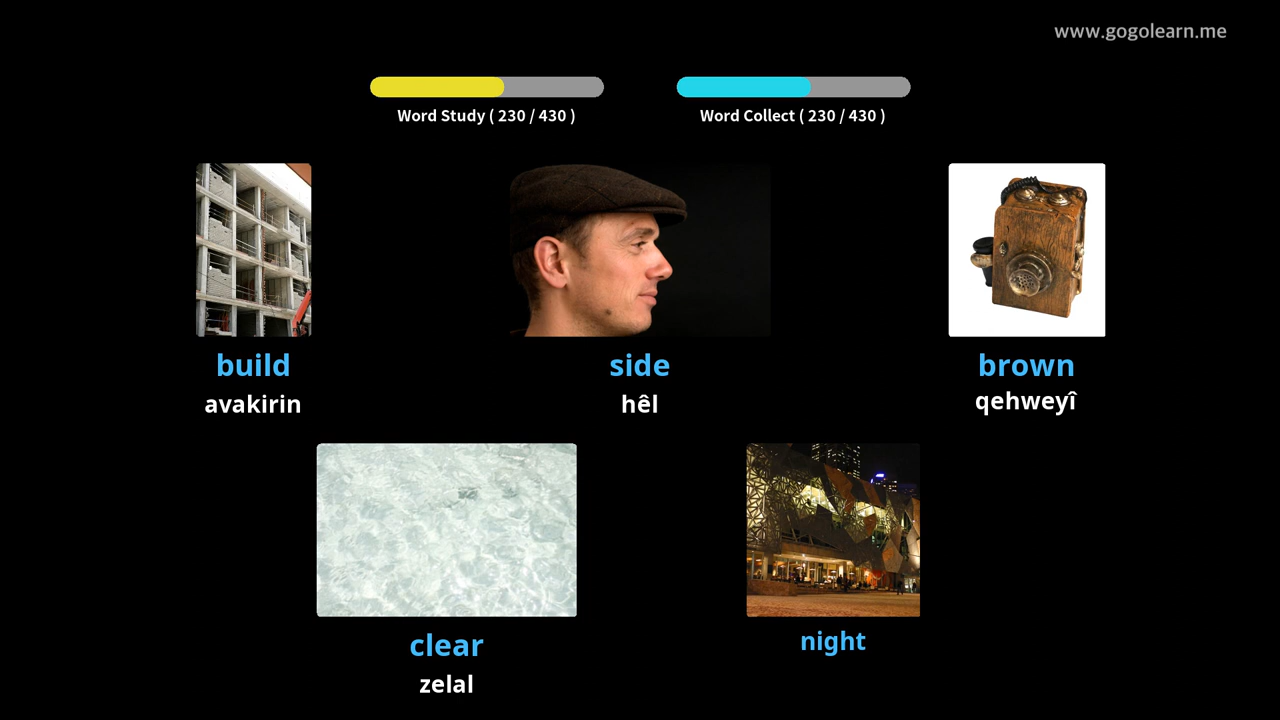 www.gogolearn.me
Word Study ( 230 / 430 )
Word Collect ( 230 / 430 )
build
avakirin
side
hêl
brown
qehweyî
clear
zelal
night